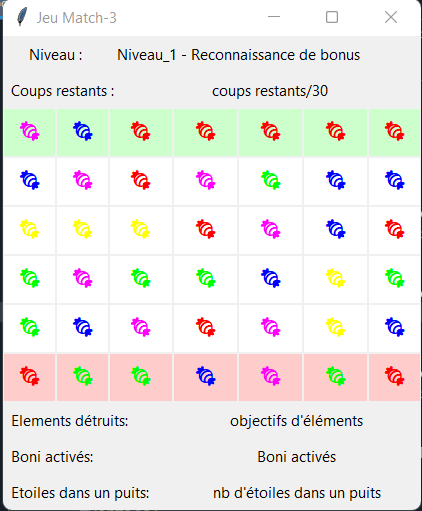 Jeu Match-3
Niveau : Niveau_1 - Reconnaissance de bonus
Coups restants : coups restants/30
Elements détruits: objectifs d'éléments
Boni activés: Boni activés
Etoiles dans un puits: nb d'étoiles dans un puits